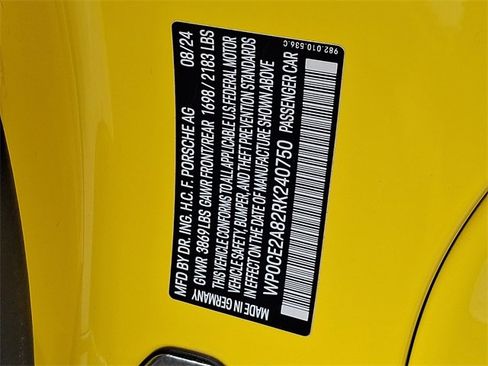 MFD BY DR. ING. H.C. F. PORSCHE AG 08/24
GVWR 3869 LBS GAWR FRONT/REAR 1698 / 2183 LBS
THIS VEHICLE CONFORMS TO ALL APPLICABLE U.S. FEDERAL MOTOR
VEHICLE SAFETY, BUMPER, AND THEFT PREVENTION STANDARDS
IN EFFECT ON THE DATE OF MANUFACTURE SHOWN ABOVE
WP0CE2A82RK240750 PASSENGER CAR
MADE IN GERMANY
982.010.536.C